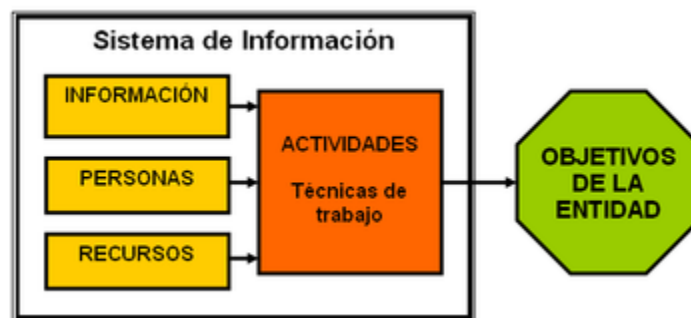 Sistema de Información
INFORMACIÓN
PERSONAS
RECURSOS
ACTIVIDADES
Técnicas de
trabajo
OBJETIVOS
DE LA
ENTIDAD